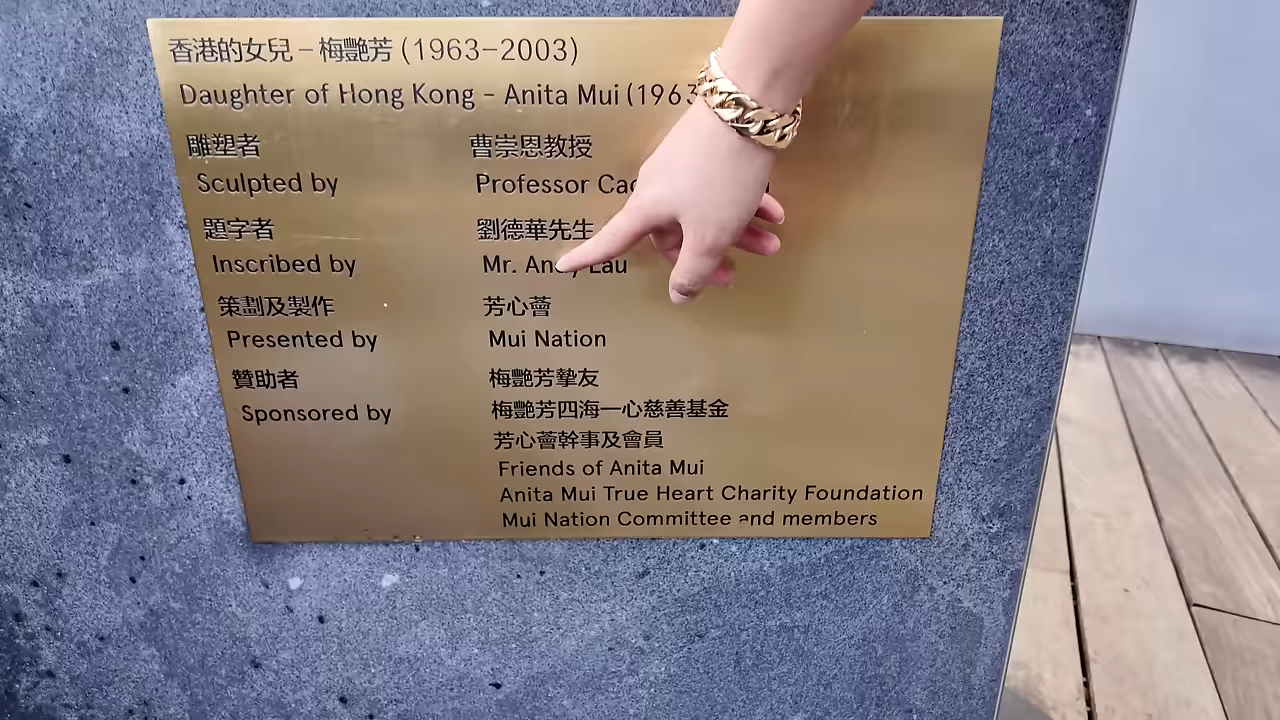 香港的女兒－梅艷芳 (1963-2003)
Daughter of Hong Kong - Anita Mui (1963
雕塑者 曹崇恩教授
Sculpted by Professor
題字者 劉德華先生
Inscribed by Mr. Andy Lau
策劃及製作 芳心薈
Presented by Mui Nation
贊助者 梅艷芳摯友
Sponsored by 梅艷芳四海一心慈善基金
芳心薈幹事及會員
Friends of Anita Mui
Anita Mui True Heart Charity Foundation
Mui Nation Committee and members